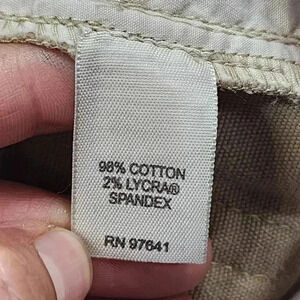 98% COTTON
2% LYCRA®
SPANDEX
RN 97641